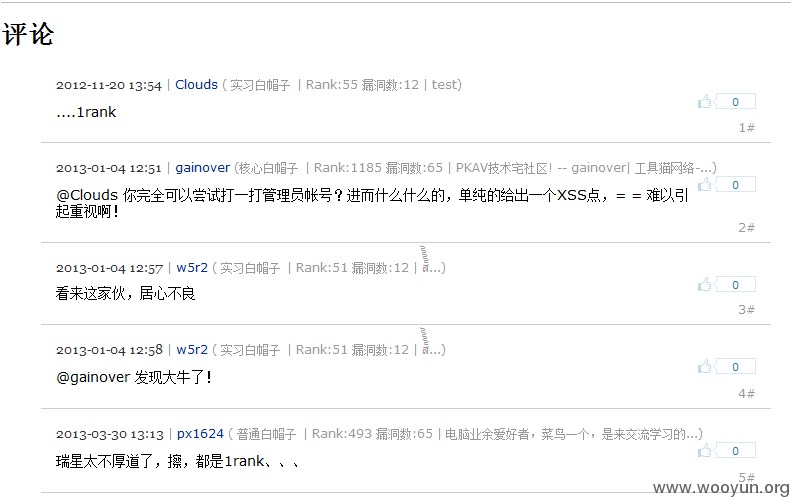 评论
2012-11-20 13:54 | Clouds ( 实习白帽子 | Rank:55 漏洞数:12 | test)
0
....1rank
1#
2013-01-04 12:51 | gainover (核心白帽子 | Rank:1185 漏洞数:65 | PKAV技术宅社区! -- gainover| 工具猫网络-...)
0
@Clouds 你完全可以尝试打一打管理员帐号？进而什么什么的，单纯的给出一个XSS点，= = 难以引
起重视啊！
2#
2013-01-04 12:57 | w5r2 ( 实习白帽子 | Rank:51 漏洞数:12 | ...)
0
看来这家伙，居心不良
3#
2013-01-04 12:58 | w5r2 ( 实习白帽子 | Rank:51 漏洞数:12 | ...)
0
@gainover 发现大牛了！
4#
2013-03-30 13:13 | px1624 ( 普通白帽子 | Rank:493 漏洞数:65 | 电脑业余爱好者，菜鸟一个，是来交流学习的...)
0
瑞星太不厚道了，擦，都是1rank、、、
5#
www.wooyun.org